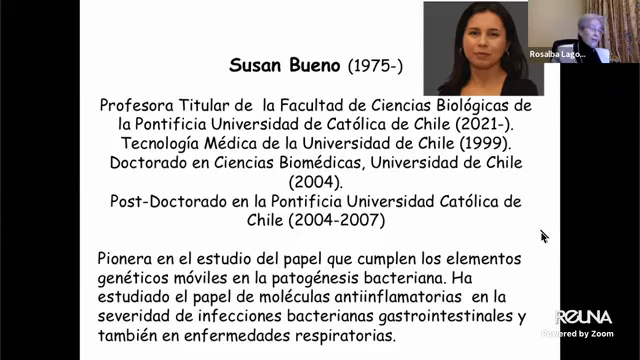 Rosalba Lago...
Susan Bueno (1975-)
Profesora Titular de la Facultad de Ciencias Biológicas de
la Pontificia Universidad de Católica de Chile (2021-).
Tecnología Médica de la Universidad de Chile (1999).
Doctorado en Ciencias Biomédicas, Universidad de Chile
(2004).
Post-Doctorado en la Pontificia Universidad Católica de
Chile (2004-2007)
Pionera en el estudio del papel que cumplen los elementos
genéticos móviles en la patogénesis bacteriana. Ha
estudiado el papel de moléculas antiinflamatorias en la
severidad de infecciones bacterianas gastrointestinales y
también en enfermedades respiratorias.
REUNA
Powered by Zoom